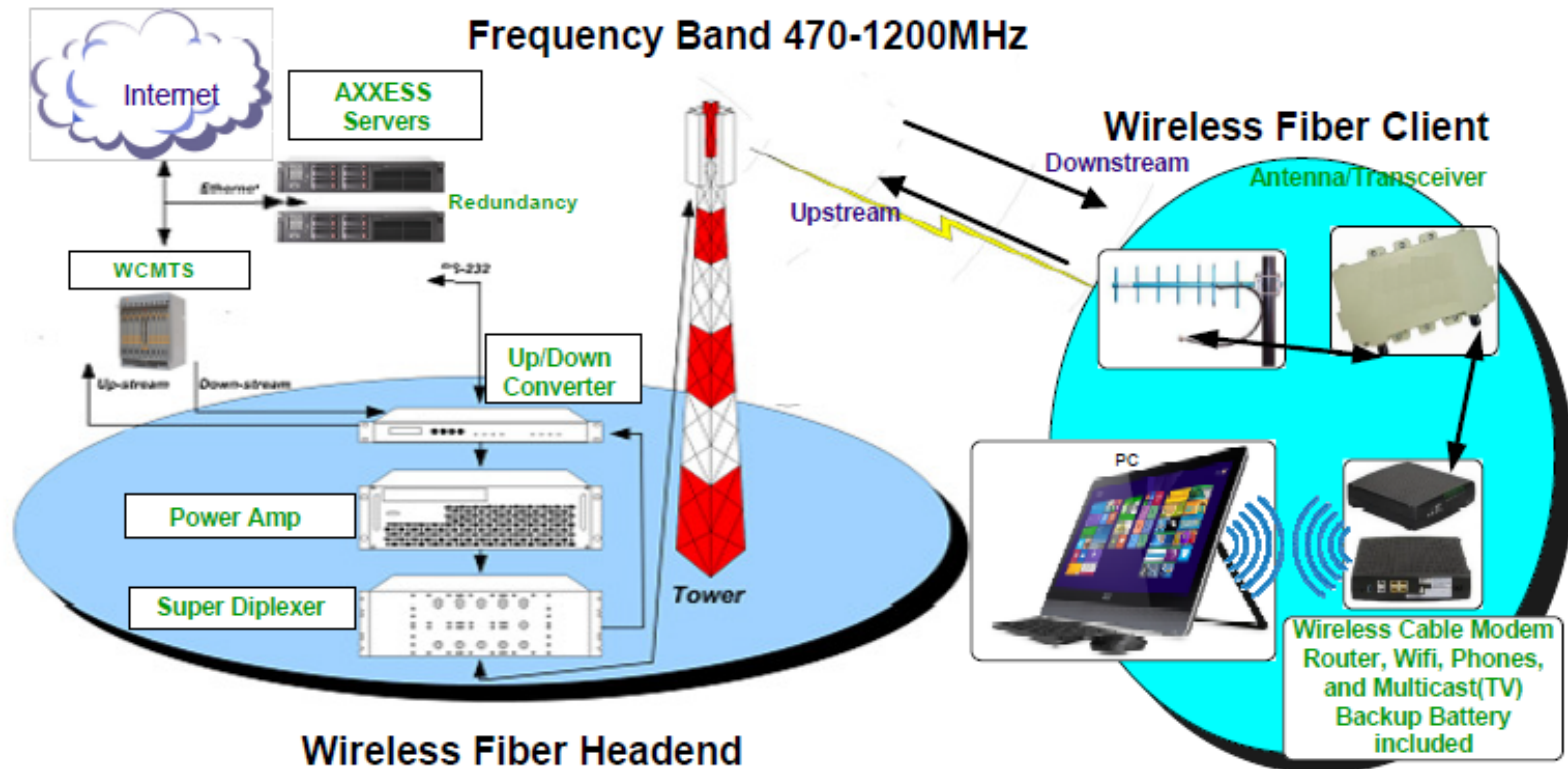 Frequency Band 470-1200MHz
Internet
AXXESS
Servers
Ethernet
Redundancy
WCMTS
RS-232
Up-stream
Down-stream
Up/Down
Converter
Power Amp
Super Diplexer
Tower
Wireless Fiber Headend
Downstream
Upstream
Wireless Fiber Client
Antenna/Transceiver
PC
Wireless Cable Modem
Router, Wifi, Phones,
and Multicast(TV)
Backup Battery
included